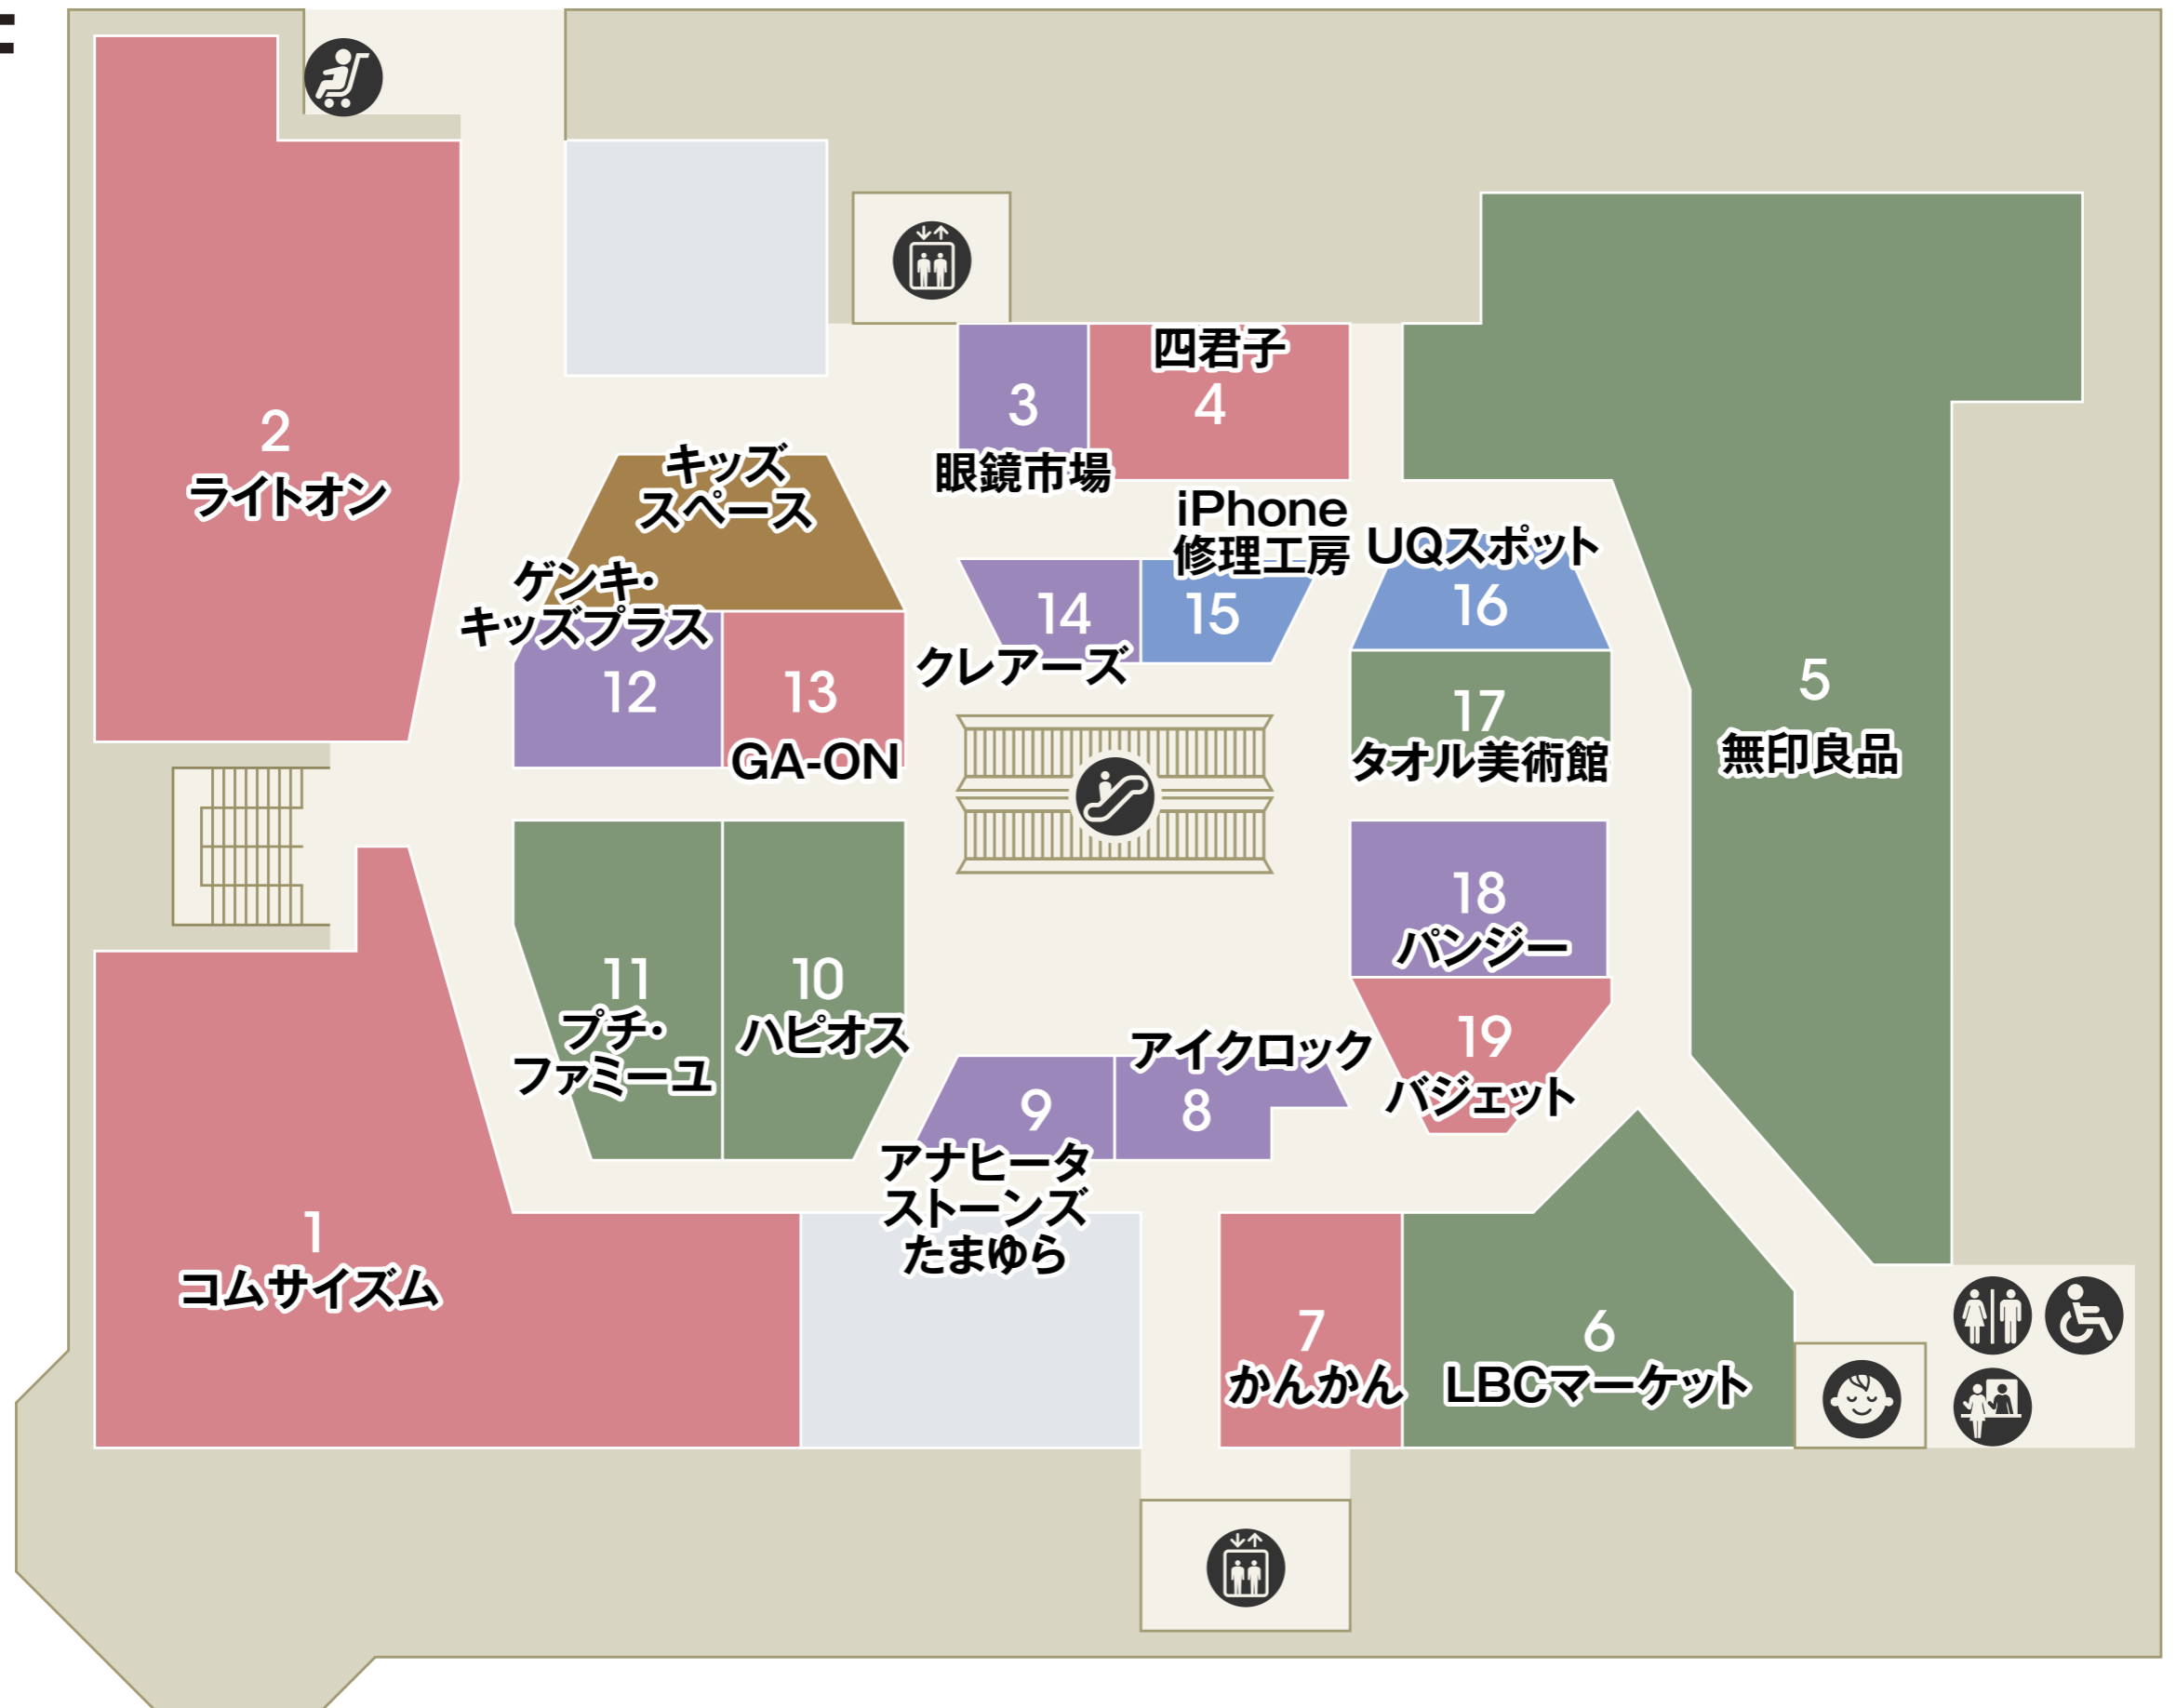 2
ライトオン
3
眼鏡市場
四君子
4
キッズ
スペース
iPhone
修理工房
UQスポット
ゲンキ・
キッズプラス
12
13
GA-ON
14
クレアーズ
15
16
17
タオル美術館
5
無印良品
18
パンジー
11
プチ・
ファミーユ
10
ハピオス
19
バジェット
アイクロック
8
9
アナヒータ
ストーンズ
たまゆら
1
コムサイズム
7
かんかん
6
LBCマーケット